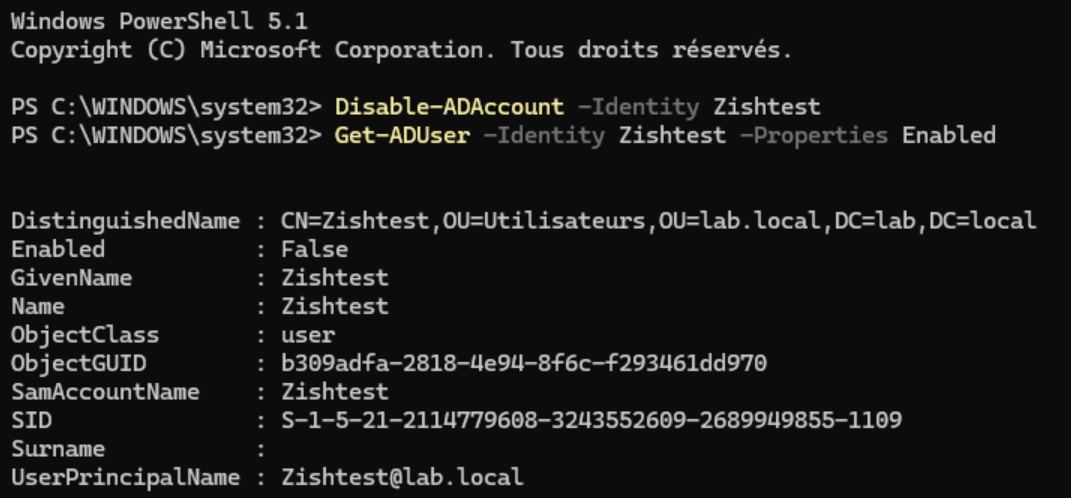 Windows PowerShell 5.1
Copyright (C) Microsoft Corporation. Tous droits réservés.
PS C:\WINDOWS\system32> Disable-ADAccount -Identity Zishtest
PS C:\WINDOWS\system32> Get-ADUser -Identity Zishtest -Properties Enabled
DistinguishedName : CN=Zishtest,OU=Utilisateurs,OU=lab.local,DC=lab,DC=local
Enabled           : False
GivenName         : Zishtest
Name              : Zishtest
ObjectClass       : user
ObjectGUID        : b309adfa-2818-4e94-8f6c-f293461dd970
SamAccountName    : Zishtest
SID               : S-1-5-21-2114779608-3243552609-2689949855-1109
Surname           :
UserPrincipalName : Zishtest@lab.local